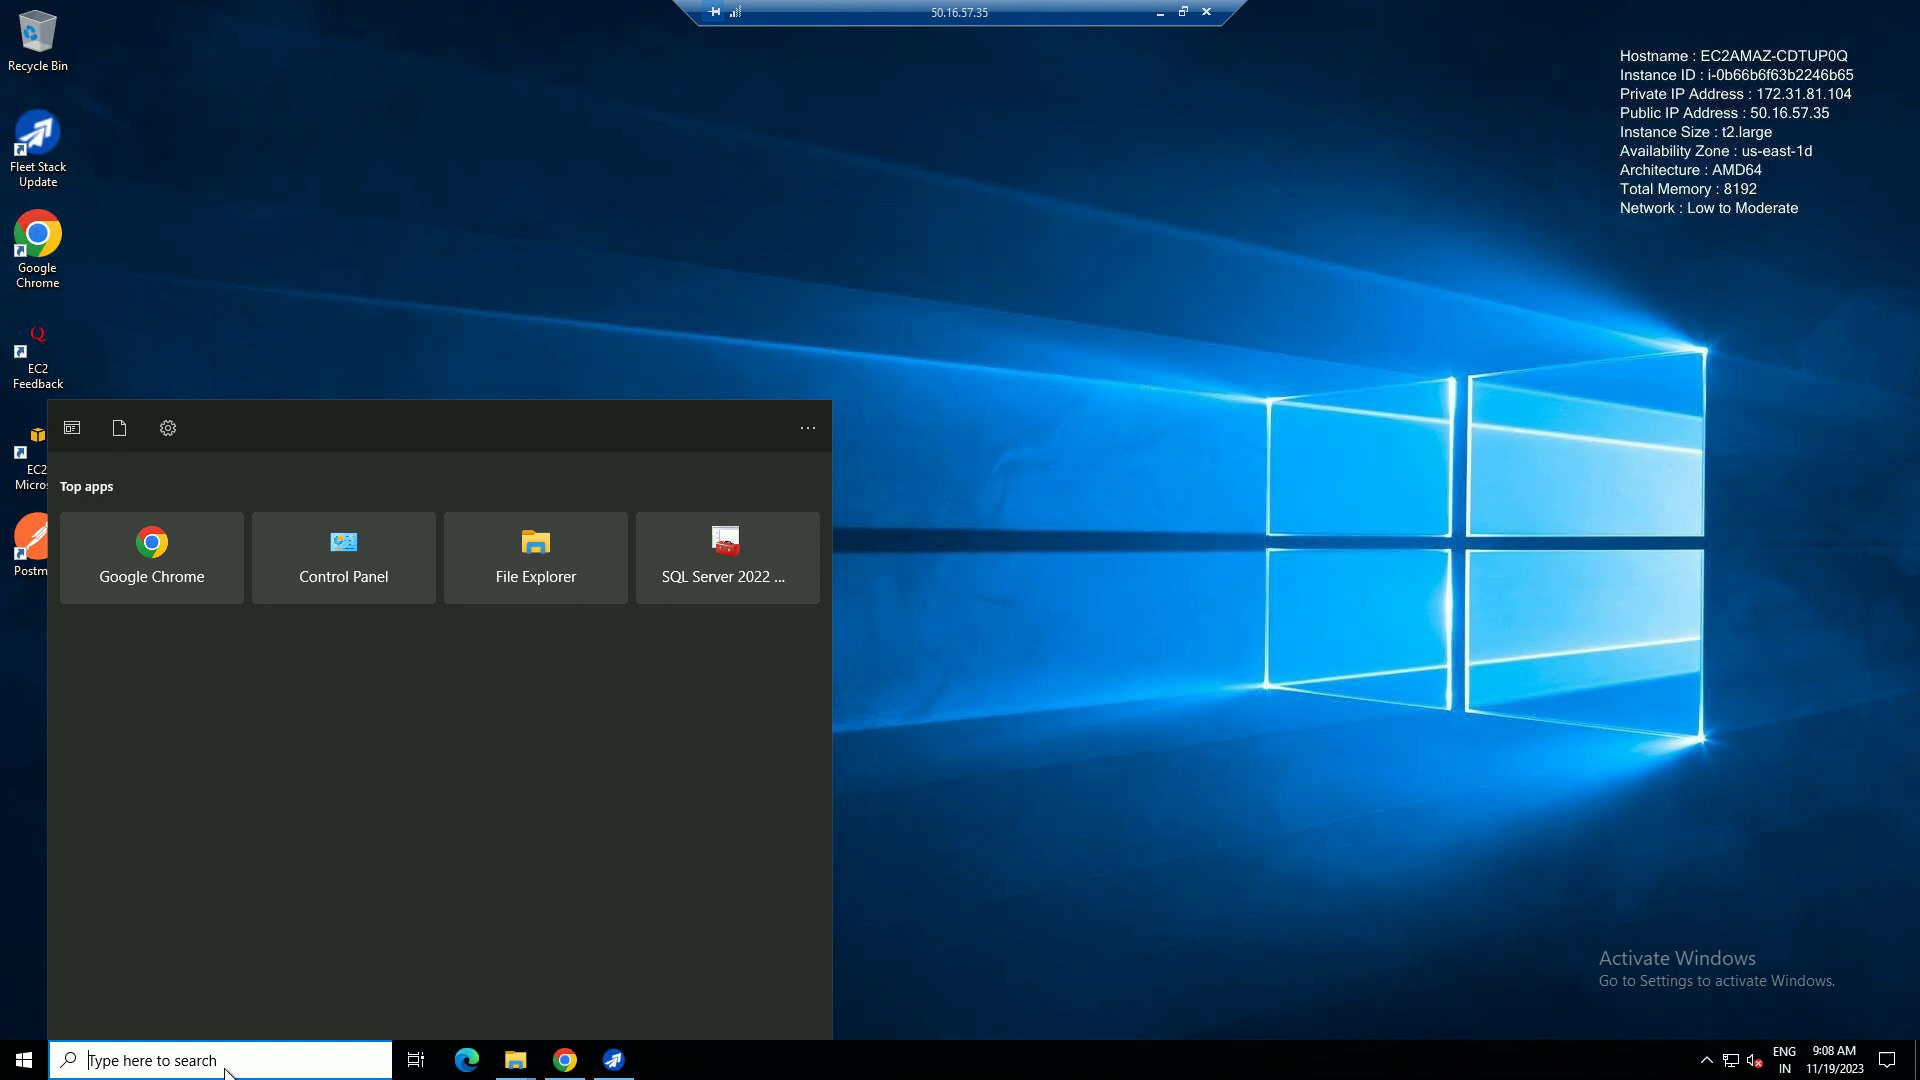 50.16.57.35
Recycle Bin
Hostname : EC2AMAZ-CDTUP0Q
Instance ID : i-0b66b6f63b2246b65
Private IP Address : 172.31.81.104
Public IP Address : 50.16.57.35
Instance Size : t2.large
Availability Zone : us-east-1d
Architecture : AMD64
Total Memory : 8192
Network : Low to Moderate
Fleet Stack
Update
Google
Chrome
EC2
Feedback
EC2
Micros
Postm
Top apps
Google Chrome
Control Panel
File Explorer
SQL Server 2022 ...
Activate Windows
Go to Settings to activate Windows.
Type here to search
ENG
IN
9:08 AM
11/19/2023